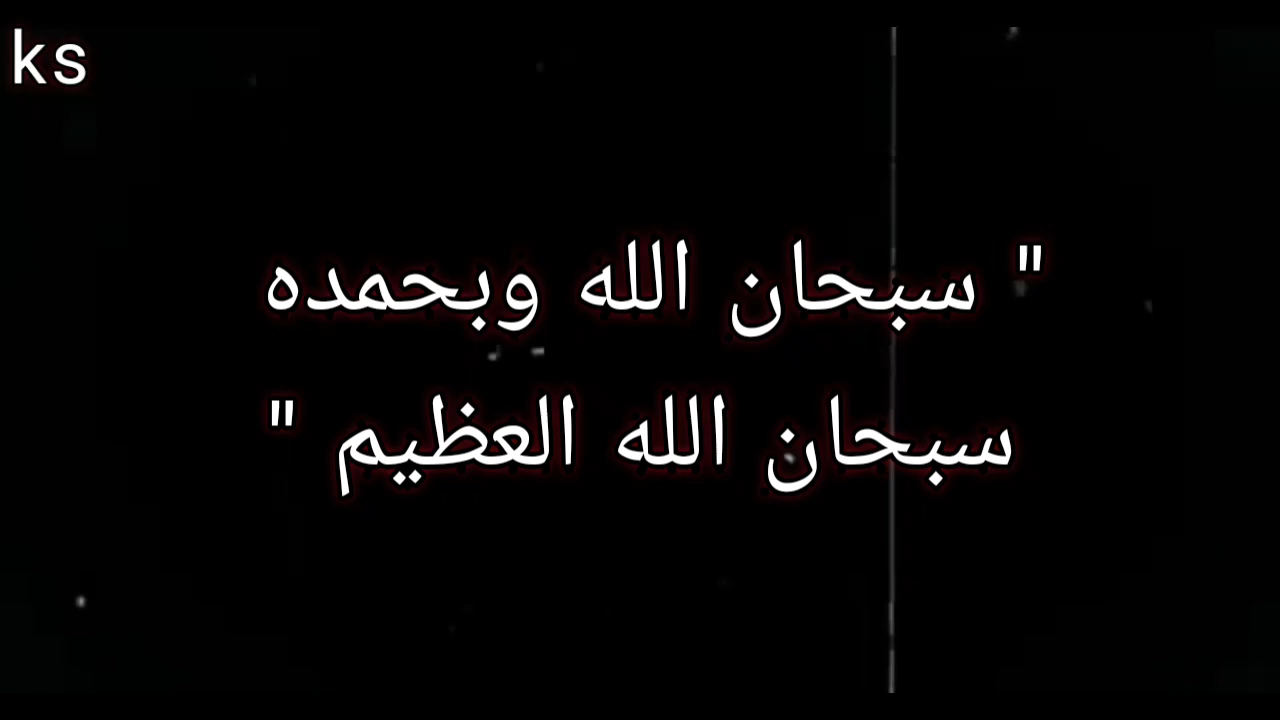 ks
" سبحان الله وبحمده
سبحان الله العظيم "